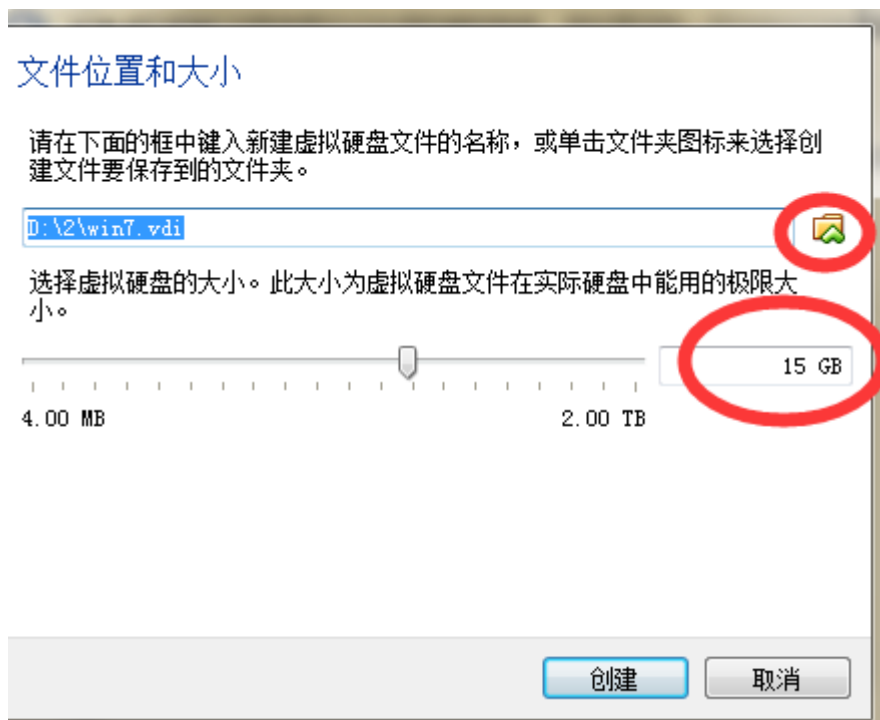 文件位置和大小
请在下面的框中键入新建虚拟硬盘文件的名称，或单击文件夹图标来选择创
建文件要保存到的文件夹。
D:\2\win7.vdi
选择虚拟硬盘的大小。此大小为虚拟硬盘文件在实际硬盘中能用的极限大
小。
15 GB
4.00 MB 2.00 TB
创建 取消